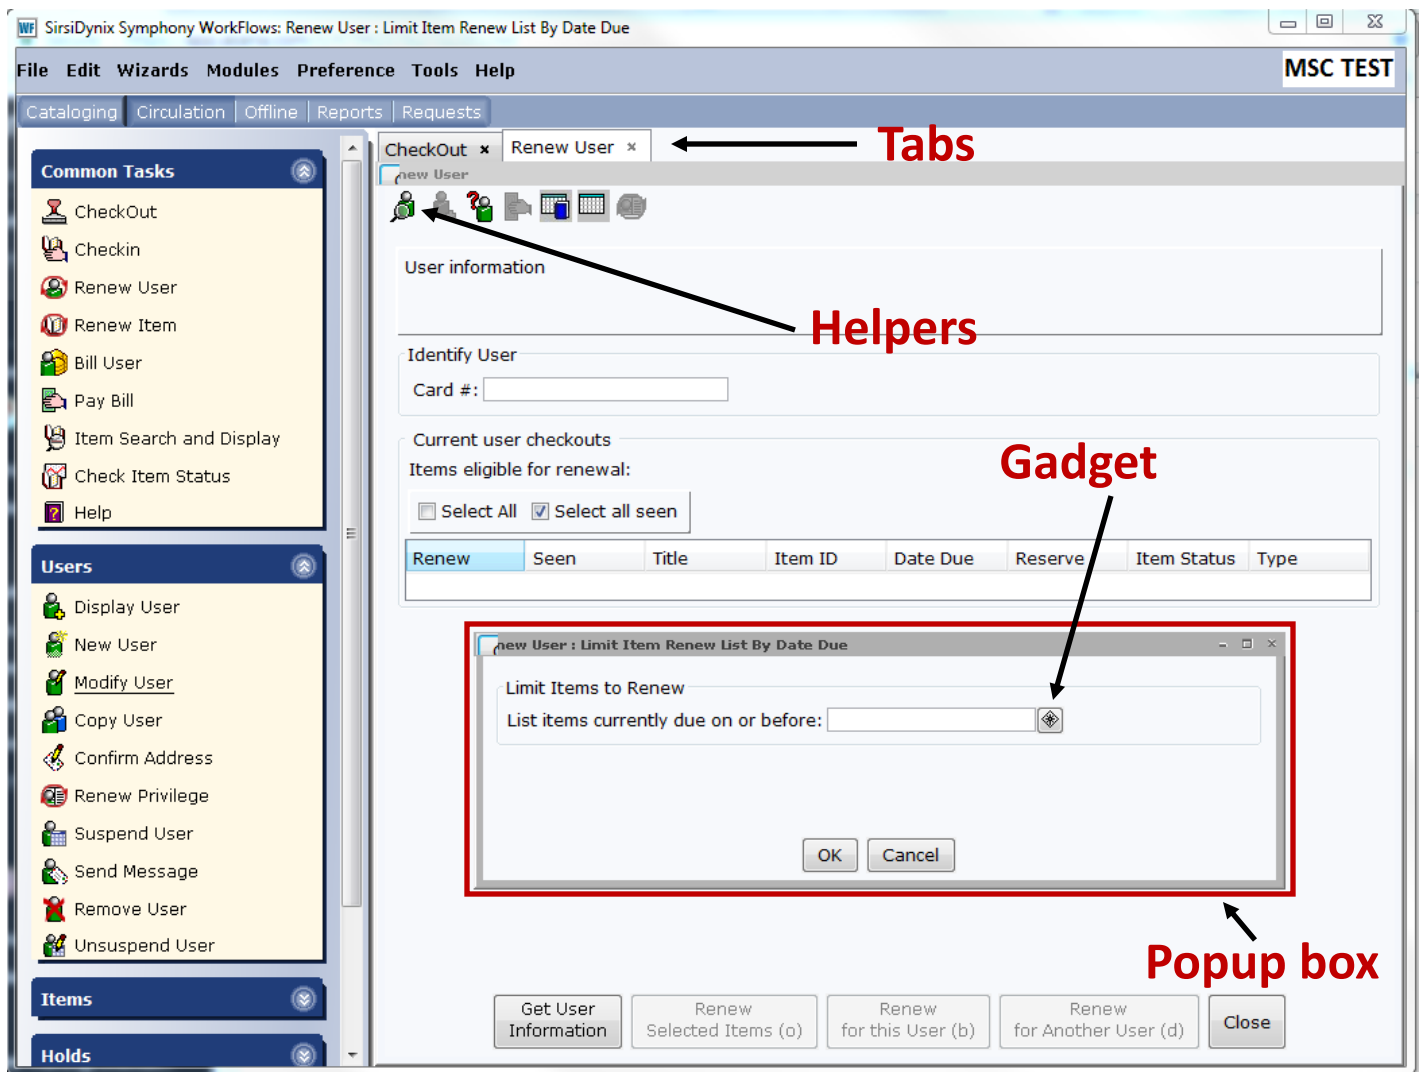 SirsiDynix Symphony WorkFlows: Renew User : Limit Item Renew List By Date Due
File Edit Wizards Modules Preference Tools Help
MSC TEST
Cataloging Circulation Offline Reports Requests
Common Tasks
CheckOut
Checkin
Renew User
Renew Item
Bill User
Pay Bill
Item Search and Display
Check Item Status
Help
Users
Display User
New User
Modify User
Copy User
Confirm Address
Renew Privilege
Suspend User
Send Message
Remove User
Unsuspend User
Items
Holds
CheckOut × Renew User ×
Tabs
new User
Helpers
User information
Identify User
Card #:
Current user checkouts
Items eligible for renewal:
Gadget
Select All Select all seen
Renew Seen Title Item ID Date Due Reserve Item Status Type
new User : Limit Item Renew List By Date Due
Limit Items to Renew
List items currently due on or before:
OK Cancel
Popup box
Get User
Information
Renew
Selected Items (o)
Renew
for this User (b)
Renew
for Another User (d)
Close